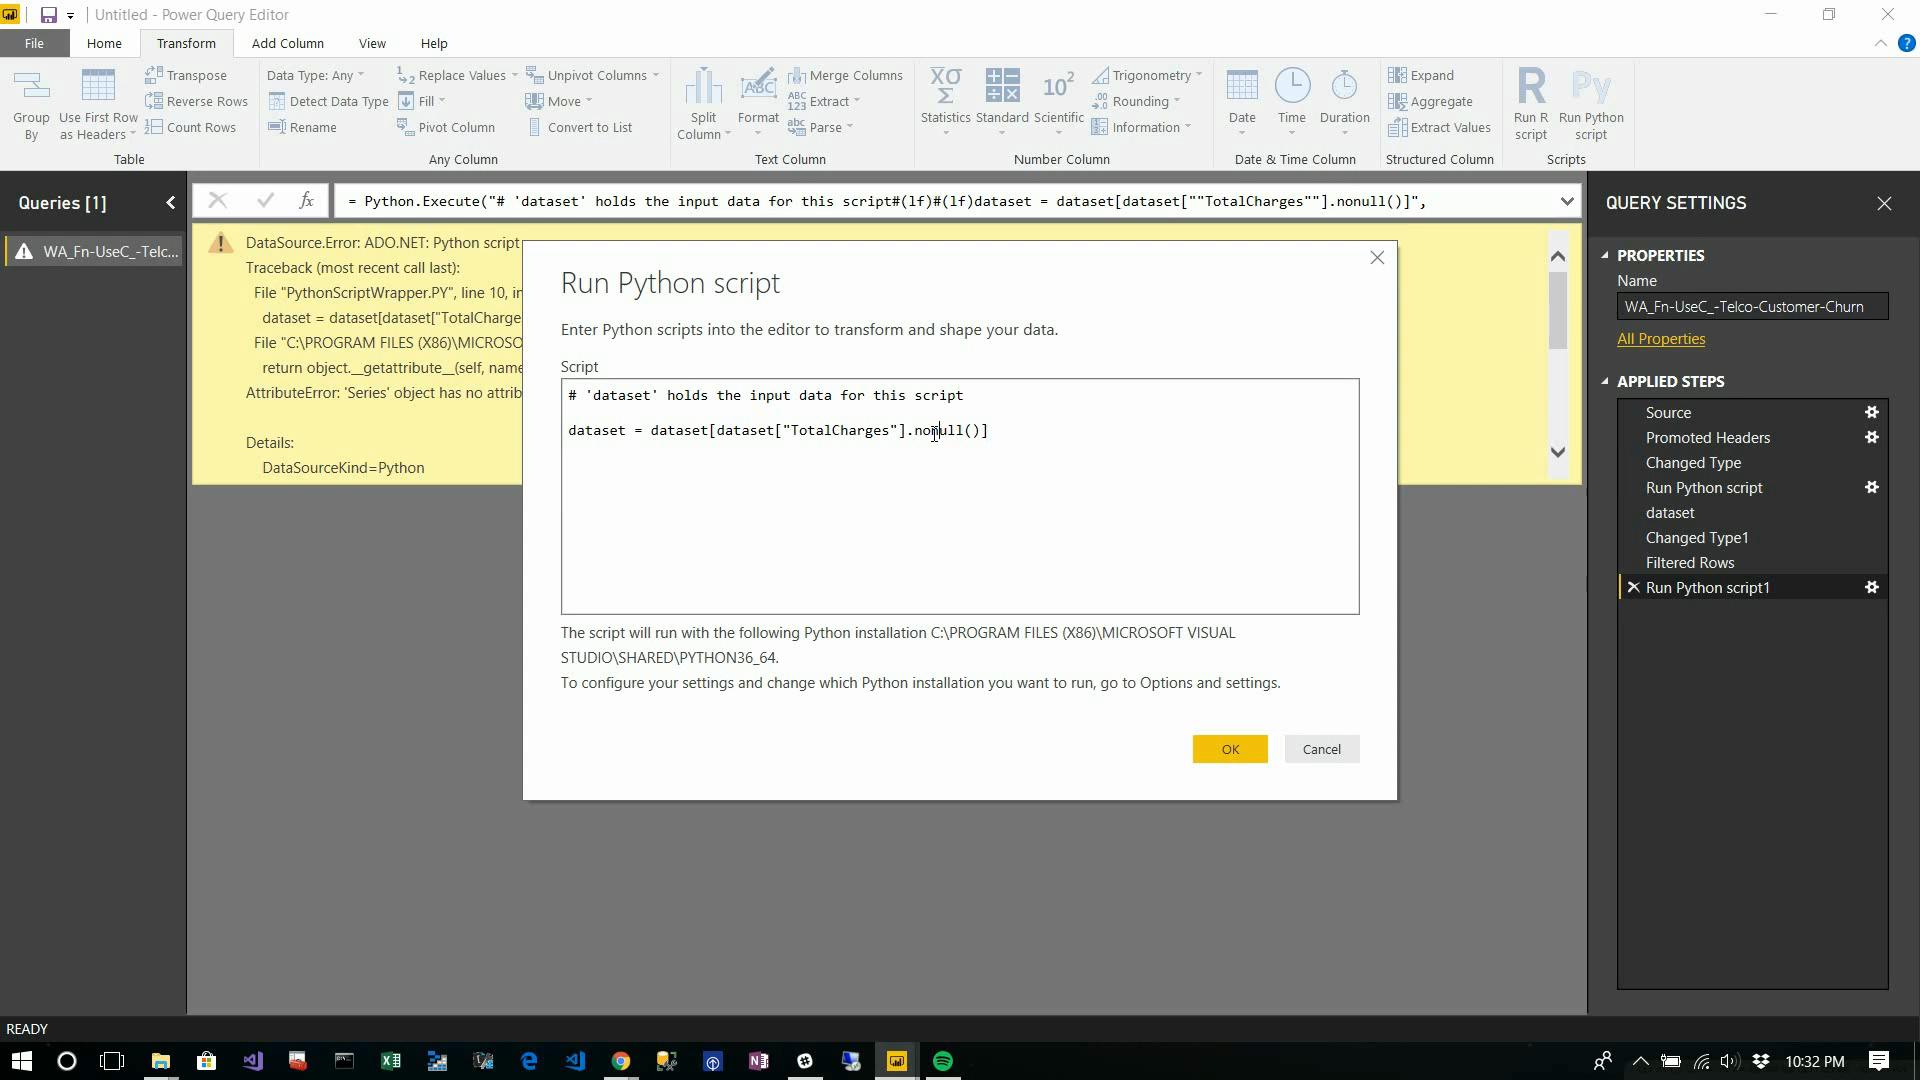 Untitled - Power Query Editor
File Home Transform Add Column View Help
Group By
Use First Row as Headers
Transpose
Reverse Rows
Count Rows
Table
Data Type: Any
Detect Data Type
Rename
Replace Values
Fill
Pivot Column
Unpivot Columns
Move
Convert to List
Any Column
Split Column
ABC
Format
Merge Columns
ABC 123 Extract
abc Parse
Text Column
XO Σ
Statistics
Standard
10²
Scientific
Trigonometry
.00 Rounding
Information
Number Column
Date
Time
Duration
Date & Time Column
Expand
Aggregate
Extract Values
Structured Column
R
Run R script
Py
Run Python script
Scripts
Queries [1]
WA_Fn-UseC_-Telc...
fx
= Python.Execute("# 'dataset' holds the input data for this script#(lf)#(lf)dataset = dataset[dataset[""TotalCharges""].nonull()]",
DataSource.Error: ADO.NET: Python script
Traceback (most recent call last):
File "PythonScriptWrapper.PY", line 10, in
dataset = dataset[dataset["TotalCharge
File "C:\PROGRAM FILES (X86)\MICROSO
return object.__getattribute__(self, name
AttributeError: 'Series' object has no attrib
Details:
DataSourceKind=Python
Run Python script
Enter Python scripts into the editor to transform and shape your data.
Script
# 'dataset' holds the input data for this script
dataset = dataset[dataset["TotalCharges"].nonull()]
The script will run with the following Python installation C:\PROGRAM FILES (X86)\MICROSOFT VISUAL
STUDIO\SHARED\PYTHON36_64.
To configure your settings and change which Python installation you want to run, go to Options and settings.
OK Cancel
QUERY SETTINGS
PROPERTIES
Name
WA_Fn-UseC_-Telco-Customer-Churn
All Properties
APPLIED STEPS
Source
Promoted Headers
Changed Type
Run Python script
dataset
Changed Type1
Filtered Rows
Run Python script1
READY
10:32 PM